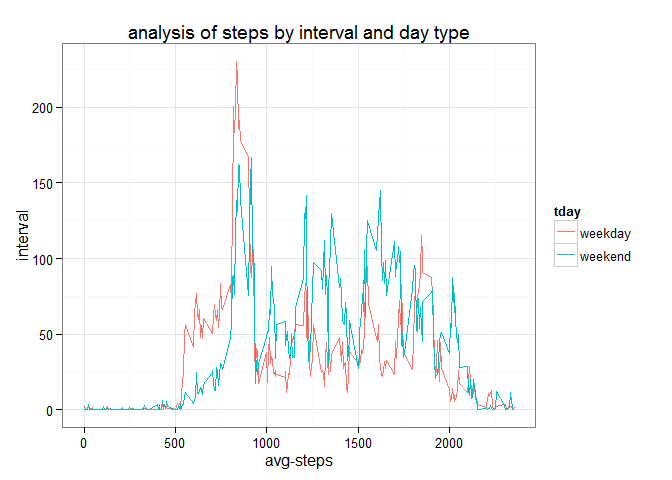 analysis of steps by interval and day type
interval
200
150
100
50
0
0 500 1000 1500 2000
avg-steps
tday
weekday
weekend